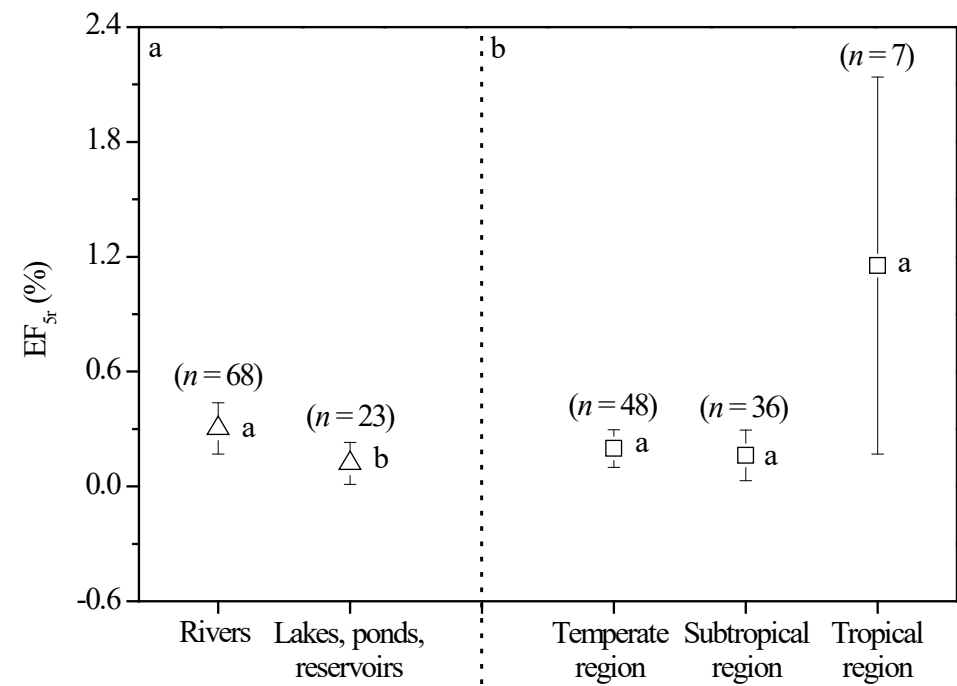 2.4
1.8
1.2
0.6
0.0
-0.6
EF5r (%)
a
(n = 68)
a
(n = 23)
b
b
(n = 48)
a
(n = 36)
a
(n = 7)
a
Rivers
Lakes, ponds,
reservoirs
Temperate
region
Subtropical
region
Tropical
region